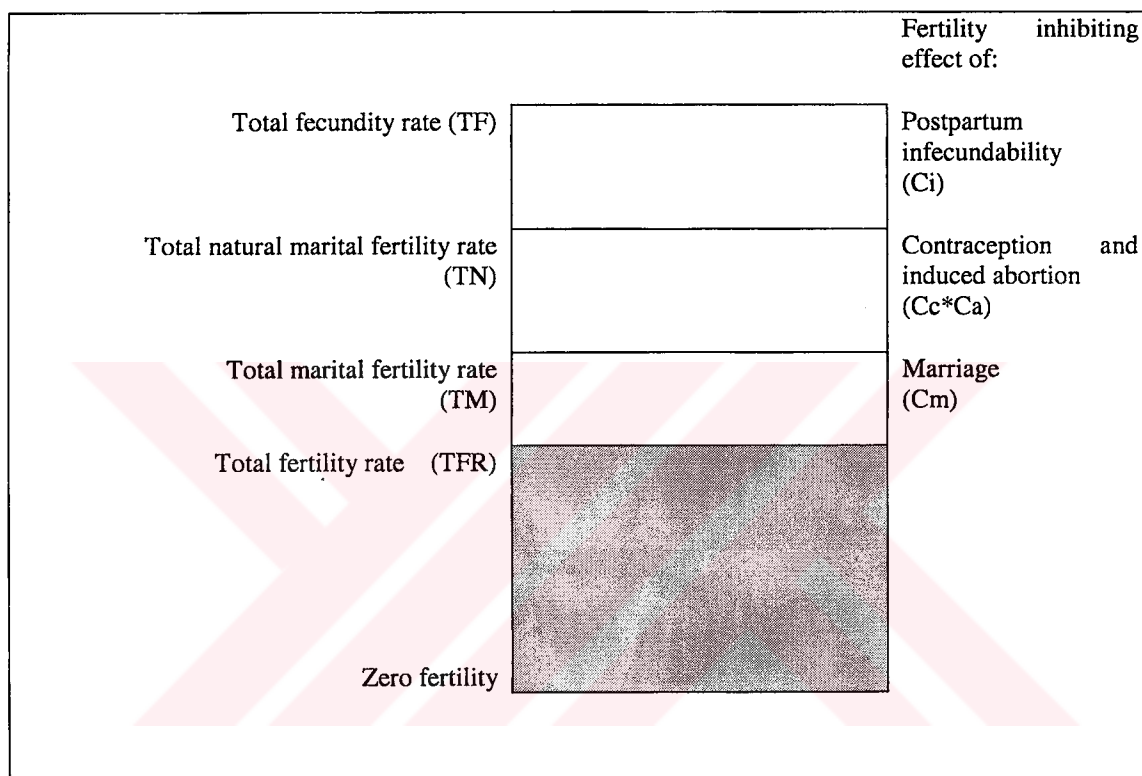 Fertility inhibiting
effect of:
Total fecundity rate (TF)
Postpartum
infecundability
(Ci)
Total natural marital fertility rate
(TN)
Contraception and
induced abortion
(Cc*Ca)
Total marital fertility rate
(TM)
Marriage
(Cm)
Total fertility rate (TFR)
Zero fertility